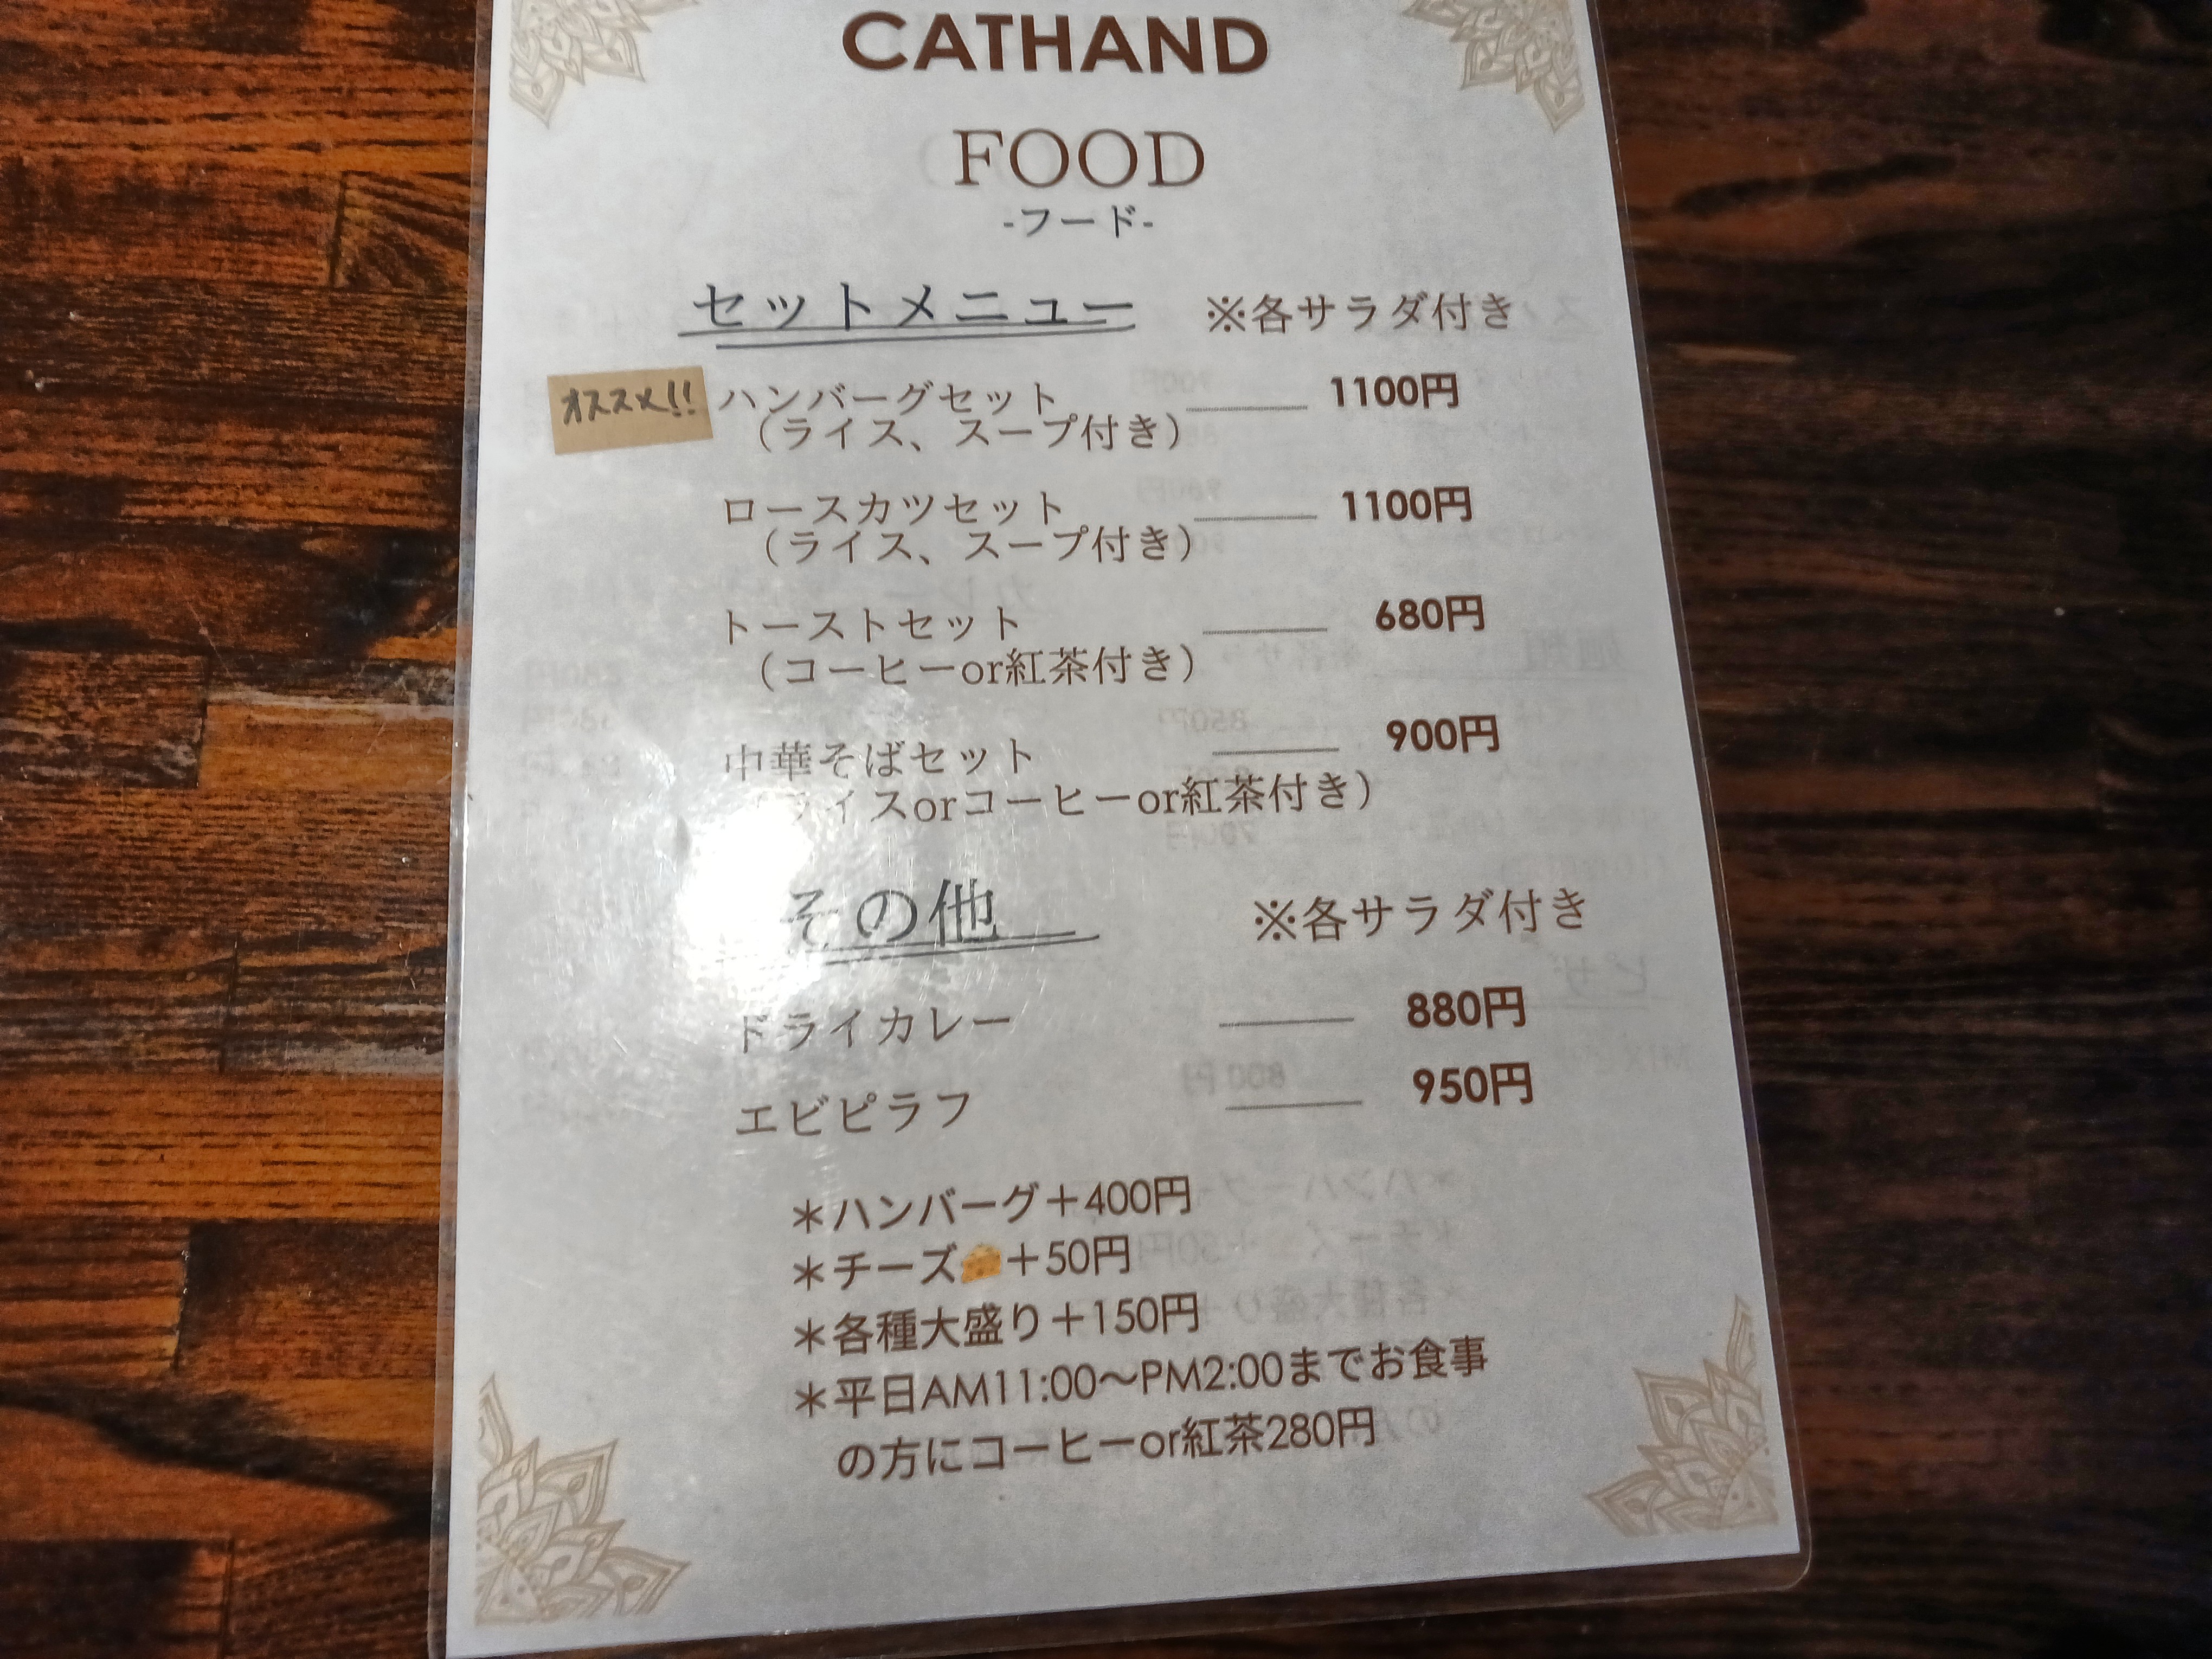 CATHAND
FOOD
-フード-
セットメニュー ※各サラダ付き
オススメ!! ハンバーグセット 1100円
（ライス、スープ付き）
ロースカツセット 1100円
（ライス、スープ付き）
トーストセット 680円
（コーヒーor紅茶付き）
中華そばセット 900円
ライスorコーヒーor紅茶付き）
その他 ※各サラダ付き
ドライカレー 880円
エビピラフ 950円
＊ハンバーグ＋400円
＊チーズ🧀＋50円
＊各種大盛り＋150円
＊平日AM11:00〜PM2:00までお食事
の方にコーヒーor紅茶280円